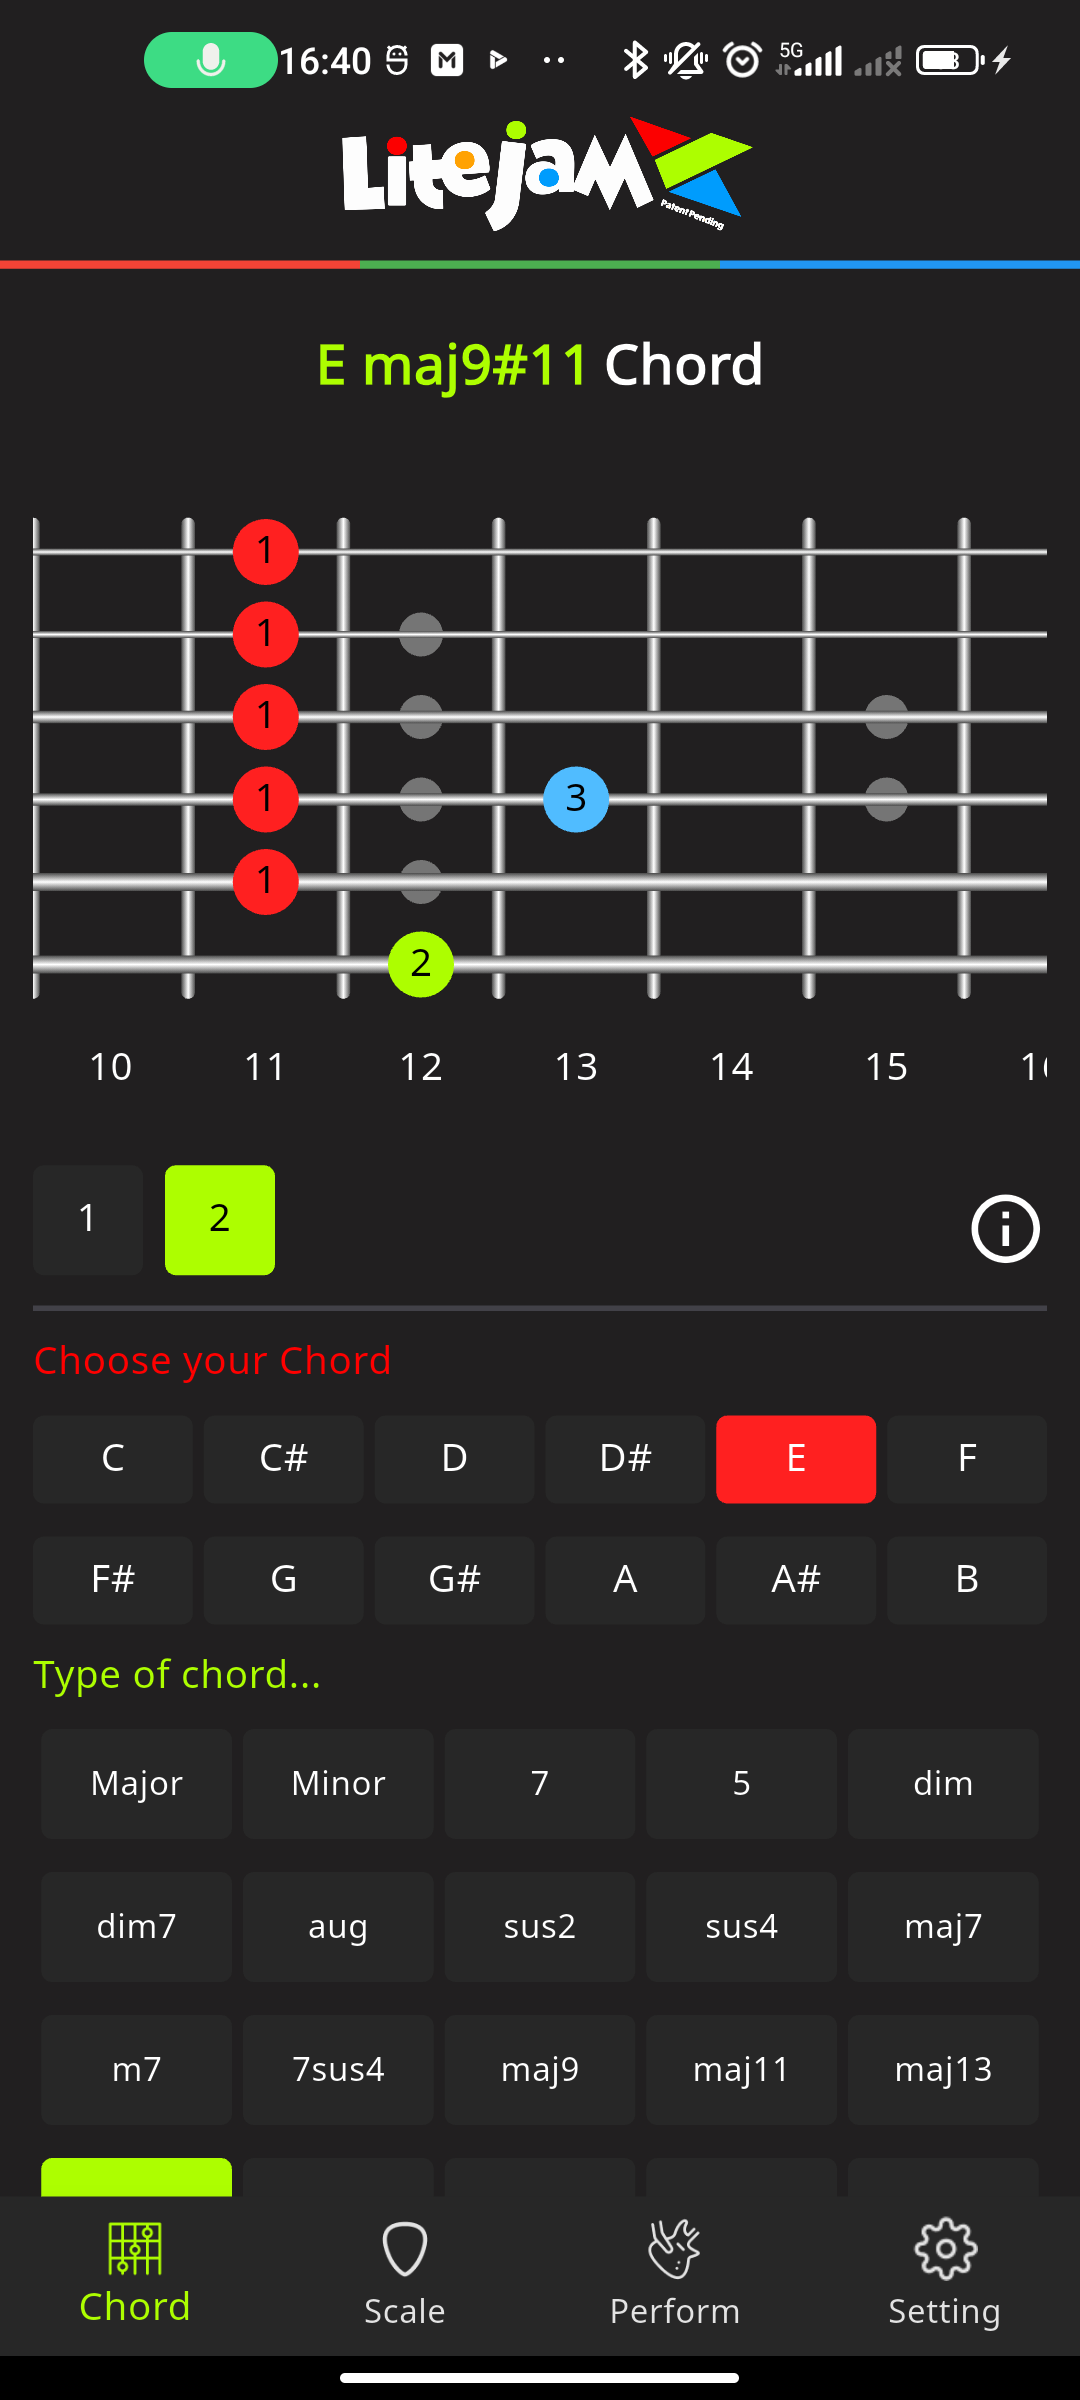 16:40 5G
LitejaM
Patent Pending
E maj9#11 Chord
1
1
1
1 3
1
2
10 11 12 13 14 15
1 2
Choose your Chord
C C# D D# E F
F# G G# A A# B
Type of chord...
Major Minor 7 5 dim
dim7 aug sus2 sus4 maj7
m7 7sus4 maj9 maj11 maj13
Chord Scale Perform Setting